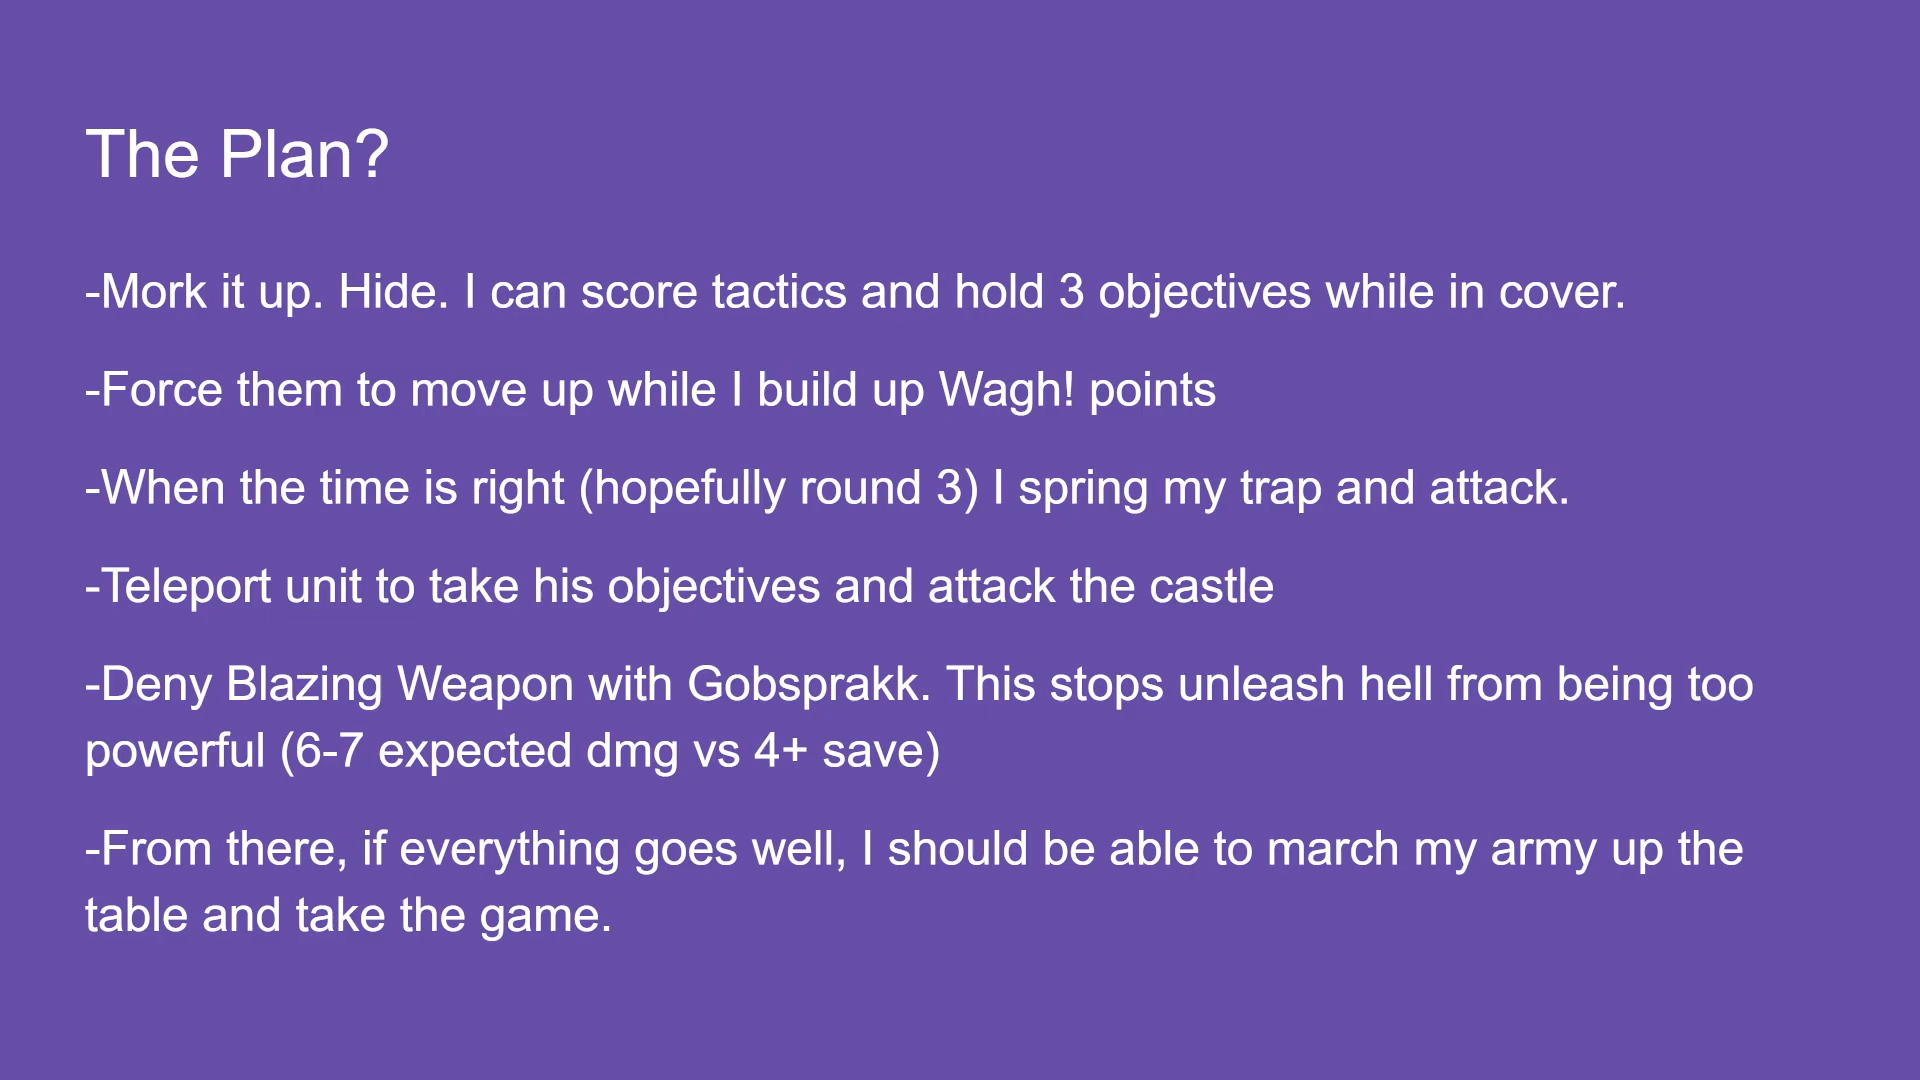 The Plan?
-Mork it up. Hide. I can score tactics and hold 3 objectives while in cover.
-Force them to move up while I build up Wagh! points
-When the time is right (hopefully round 3) I spring my trap and attack.
-Teleport unit to take his objectives and attack the castle
-Deny Blazing Weapon with Gobsprakk. This stops unleash hell from being too
powerful (6-7 expected dmg vs 4+ save)
-From there, if everything goes well, I should be able to march my army up the
table and take the game.